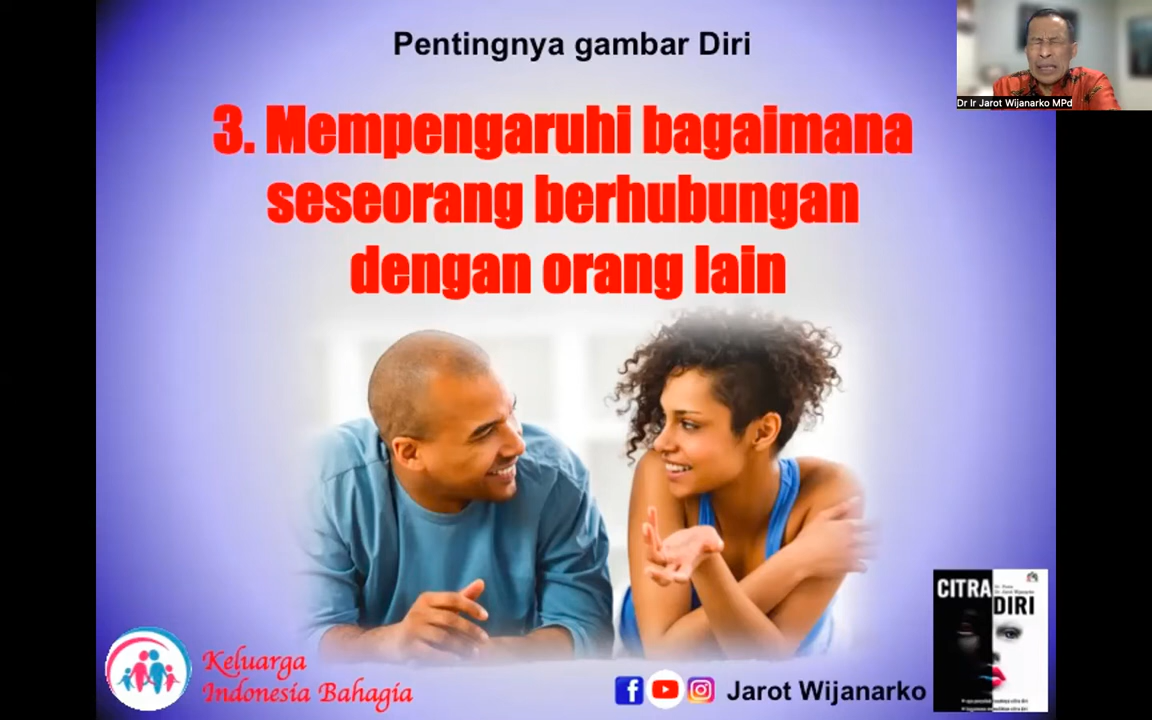 Pentingnya gambar Diri
Dr Ir Jarot Wijanarko MPd
3. Mempengaruhi bagaimana
seseorang berhubungan
dengan orang lain
CITRA
DIRI
Keluarga
Indonesia Bahagia
Jarot Wijanarko